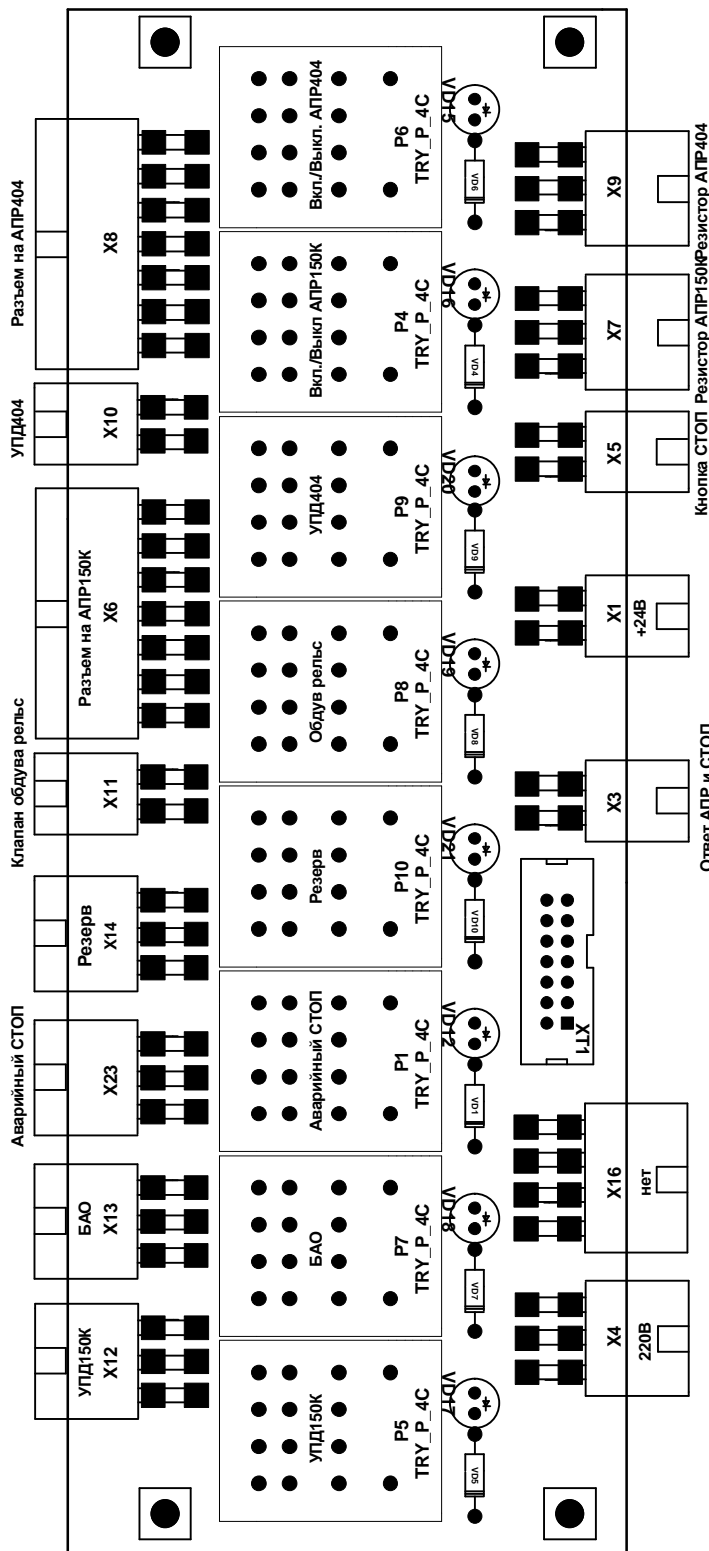 Разъем на АПР404
X8
УПД404
X10
Разъем на АПР150К
X6
Клапан обдува рельс
X11
Резерв
X14
Аварийный СТОП
X23
БАО
X13
УПД150К
X12
Вкл./Выкл. АПР404
P6
TRY_P_4C
VD15
VD6
Вкл./Выкл АПР150К
P4
TRY_P_4C
VD16
VD4
УПД404
P9
TRY_P_4C
VD20
VD9
Обдув рельс
P8
TRY_P_4C
VD19
VD8
Резерв
P10
TRY_P_4C
VD21
VD10
Аварийный СТОП
P1
TRY_P_4C
VD12
VD1
БАО
P7
TRY_P_4C
VD18
VD7
УПД150К
P5
TRY_P_4C
VD17
VD5
X9
Резистор АПР404
X7
Резистор АПР150К
X5
Кнопка СТОП
X1
+24В
X3
Ответ АПР и СТОП
XT1
X16
нет
X4
220В